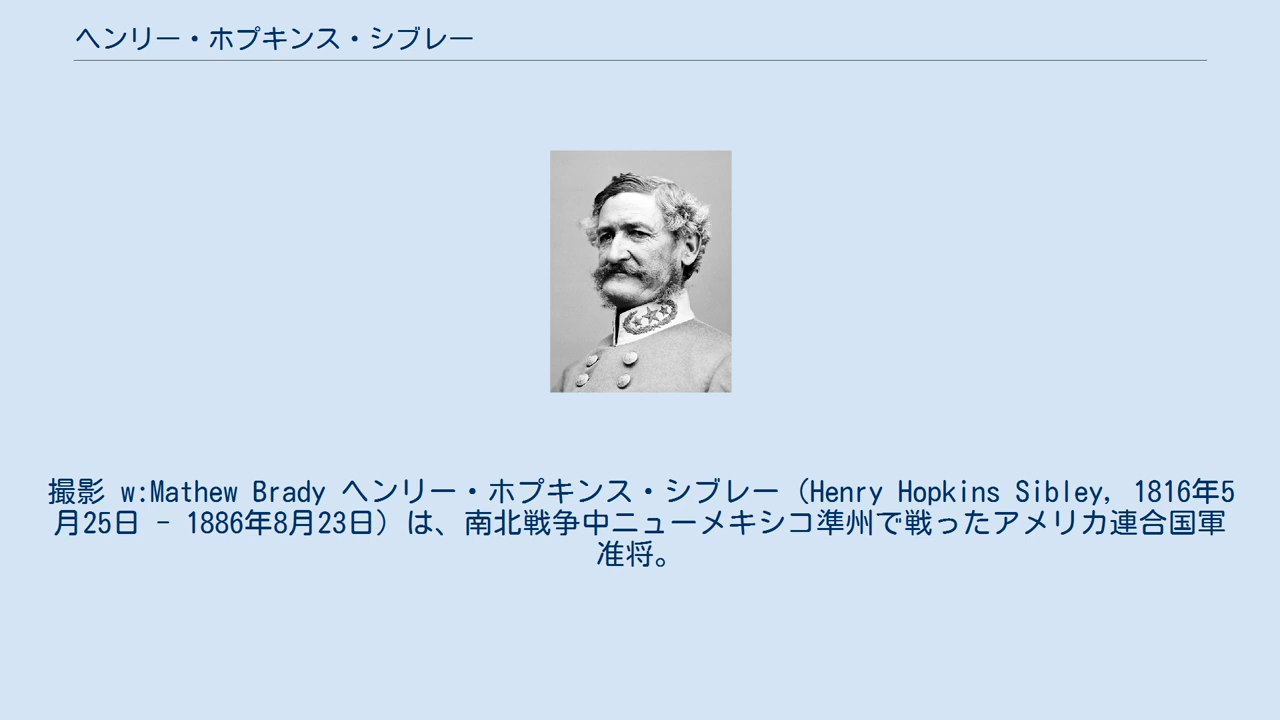 ヘンリー・ホプキンス・シブレー
撮影 w:Mathew Brady ヘンリー・ホプキンス・シブレー（Henry Hopkins Sibley, 1816年5
月25日 - 1886年8月23日）は、南北戦争中ニューメキシコ準州で戦ったアメリカ連合国軍
准将。